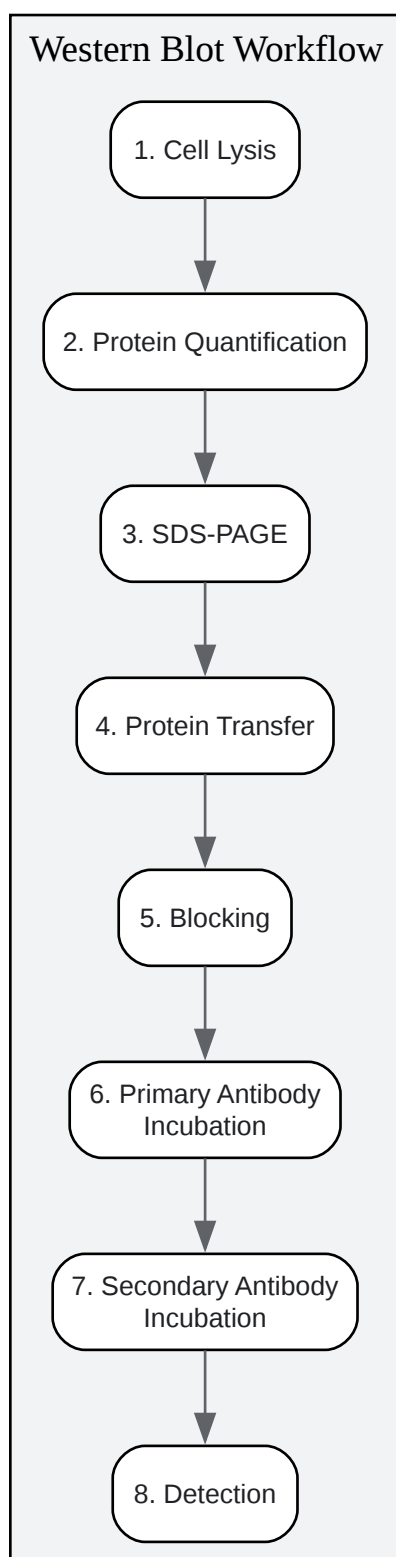 Western Blot Workflow
1. Cell Lysis
2. Protein Quantification
3. SDS-PAGE
4. Protein Transfer
5. Blocking
6. Primary Antibody
Incubation
7. Secondary Antibody
Incubation
8. Detection